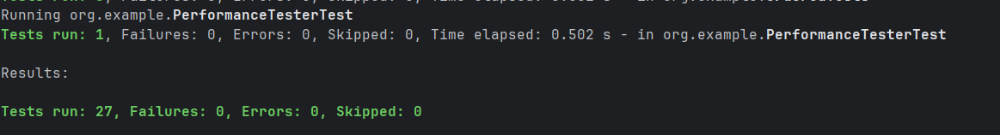 Running org.example.PerformanceTesterTest
Tests run: 1, Failures: 0, Errors: 0, Skipped: 0, Time elapsed: 0.502 s - in org.example.PerformanceTesterTest
Results:
Tests run: 27, Failures: 0, Errors: 0, Skipped: 0